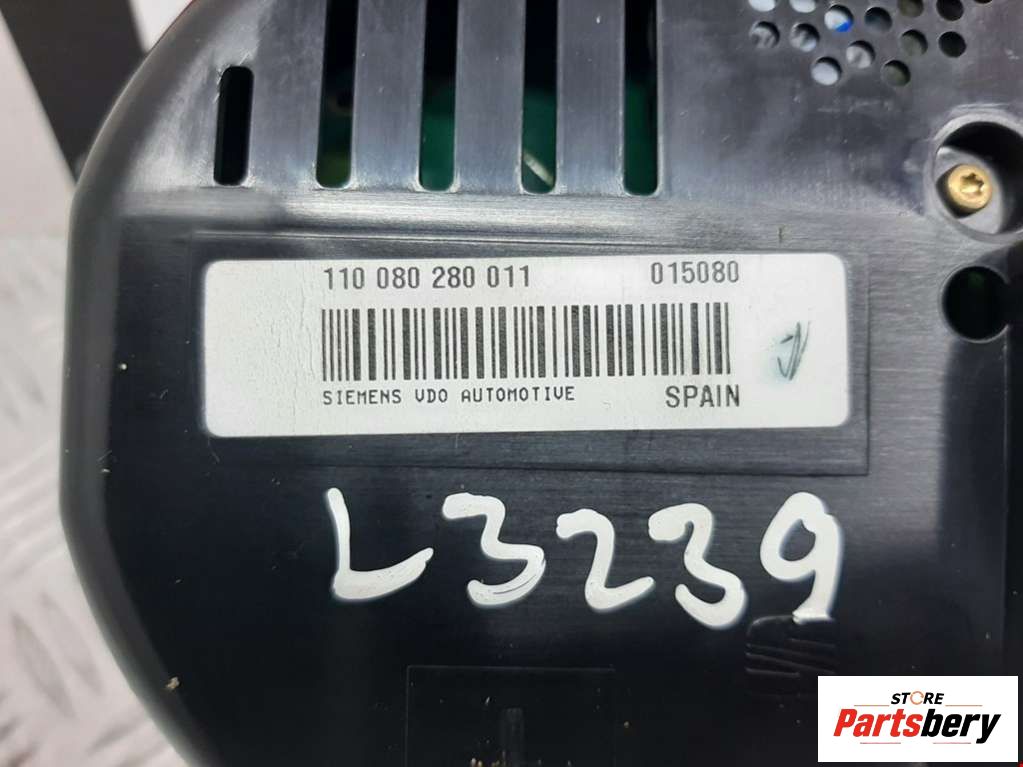 110 080 280 011 015080
SIEMENS VDO AUTOMOTIVE SPAIN
L3239
STORE
Partsbery